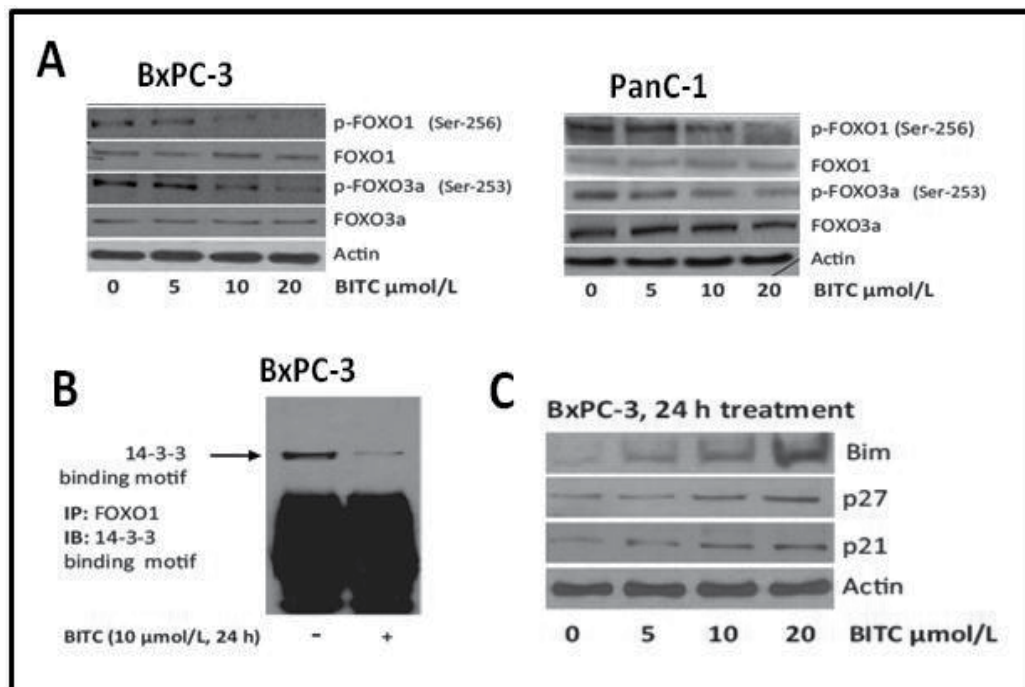 A
BxPC-3
p-FOXO1 (Ser-256)
FOXO1
p-FOXO3a (Ser-253)
FOXO3a
Actin
0 5 10 20 BITC µmol/L
PanC-1
p-FOXO1 (Ser-256)
FOXO1
p-FOXO3a (Ser-253)
FOXO3a
Actin
0 5 10 20 BITC µmol/L
B
BxPC-3
14-3-3
binding motif
IP: FOXO1
IB: 14-3-3
binding motif
BITC (10 µmol/L, 24 h) - +
C
BxPC-3, 24 h treatment
Bim
p27
p21
Actin
0 5 10 20 BITC µmol/L